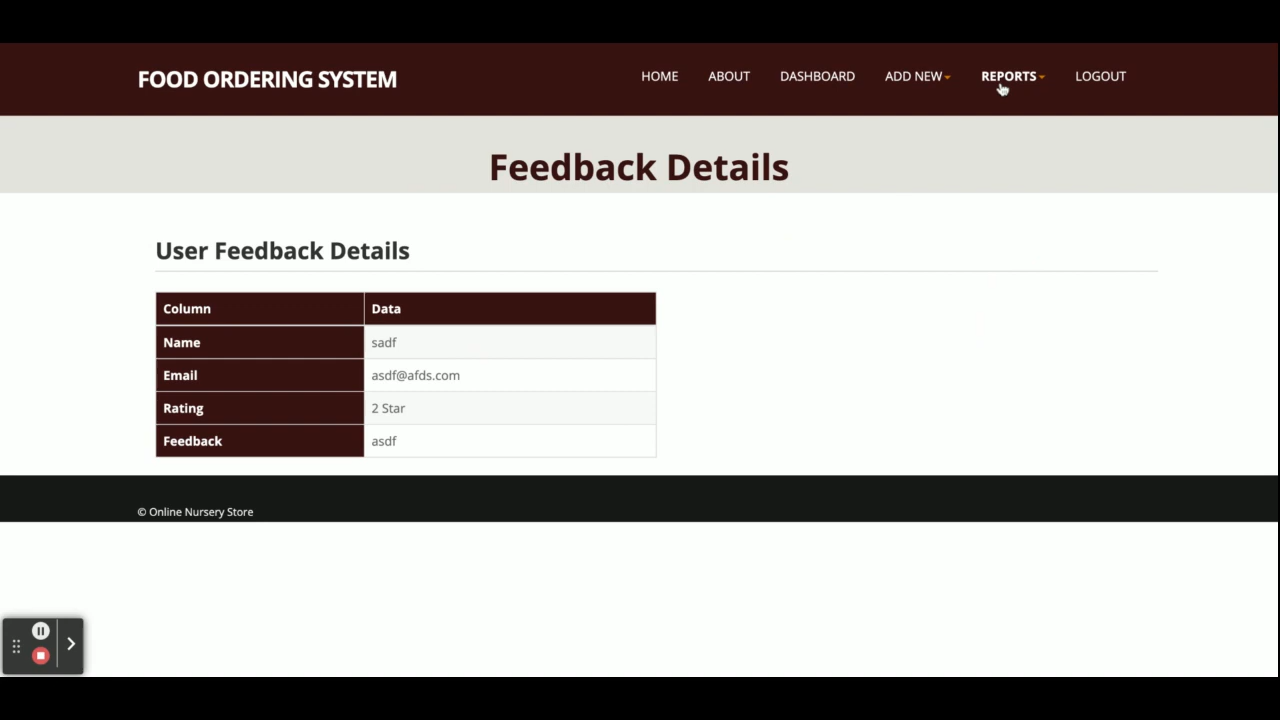 FOOD ORDERING SYSTEM HOME ABOUT DASHBOARD ADD NEW REPORTS LOGOUT
Feedback Details
User Feedback Details
Column Data
Name sadf
Email asdf@afds.com
Rating 2 Star
Feedback asdf
© Online Nursery Store